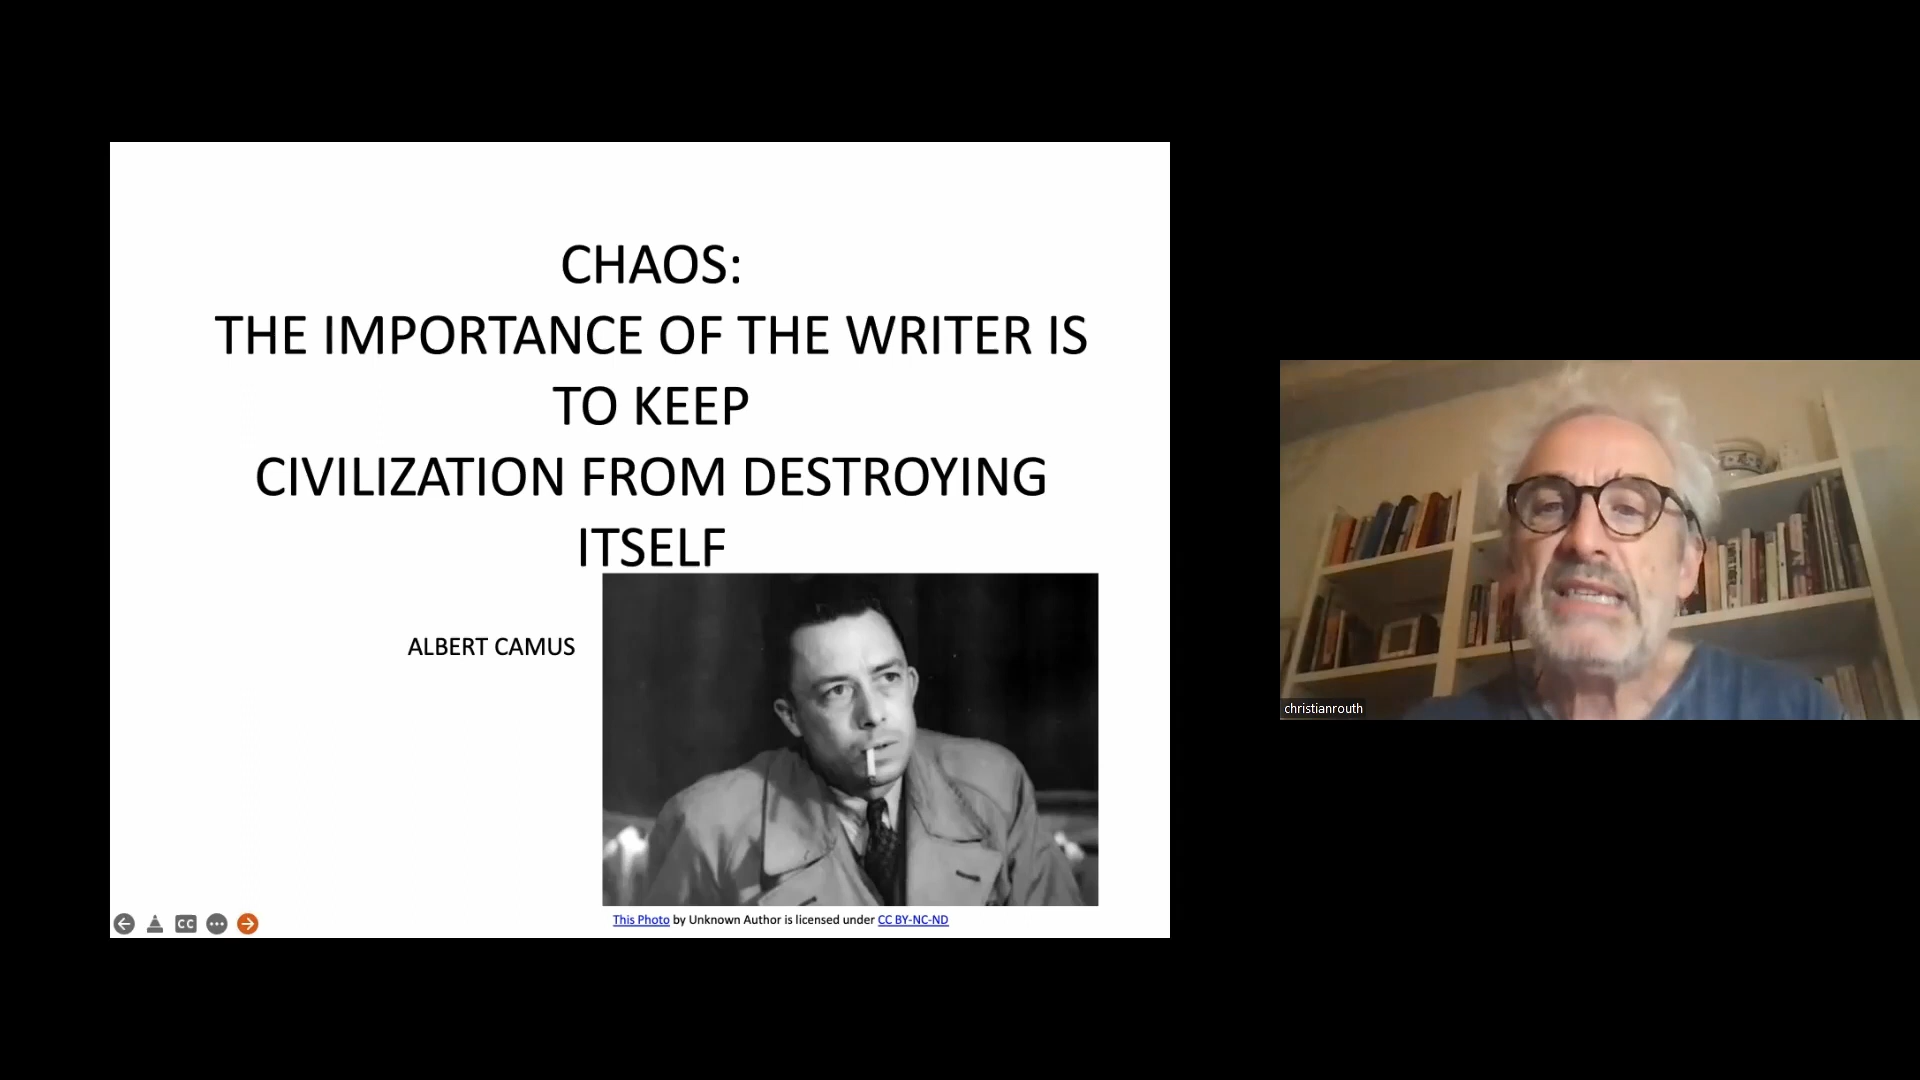 CHAOS:
THE IMPORTANCE OF THE WRITER IS
TO KEEP
CIVILIZATION FROM DESTROYING
ITSELF
ALBERT CAMUS
This Photo by Unknown Author is licensed under CC BY-NC-ND
CC
christianrouth